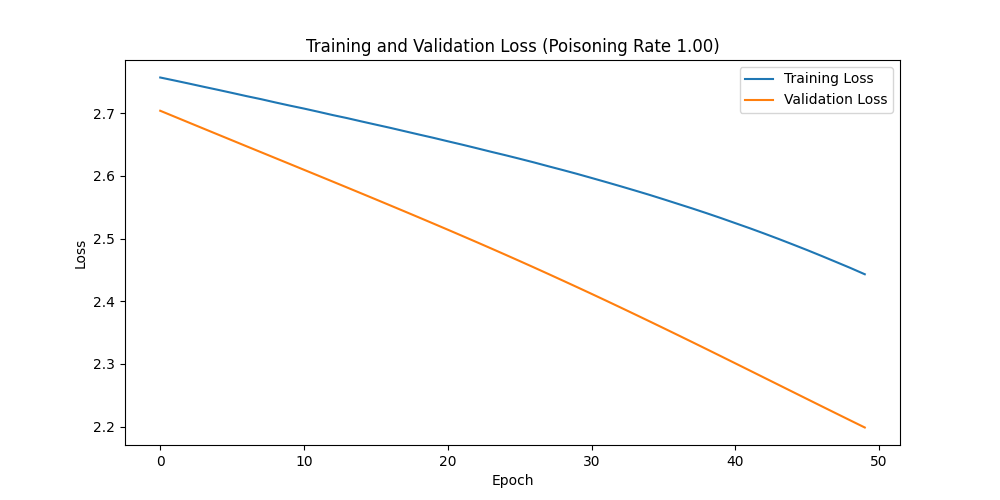 Training and Validation Loss (Poisoning Rate 1.00)
Training Loss
Validation Loss
Loss
2.7
2.6
2.5
2.4
2.3
2.2
0 10 20 30 40 50
Epoch